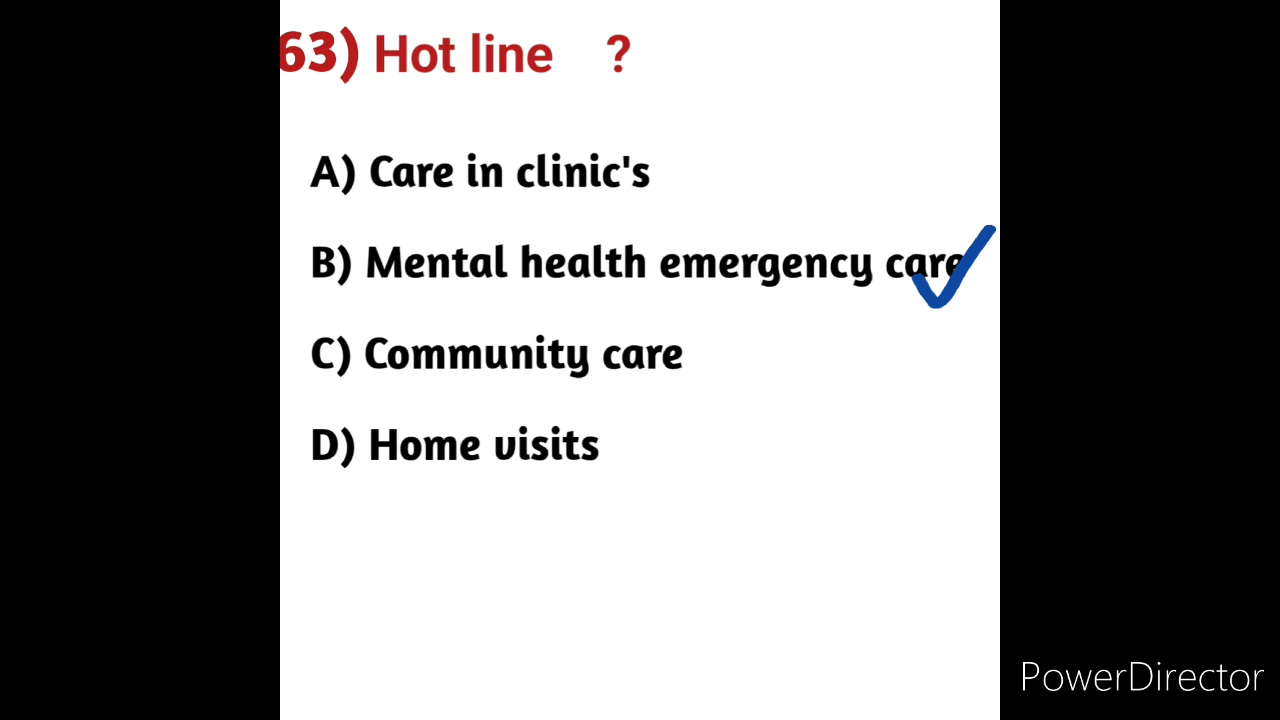 63) Hot line ?
A) Care in clinic's
B) Mental health emergency care
C) Community care
D) Home visits
PowerDirector